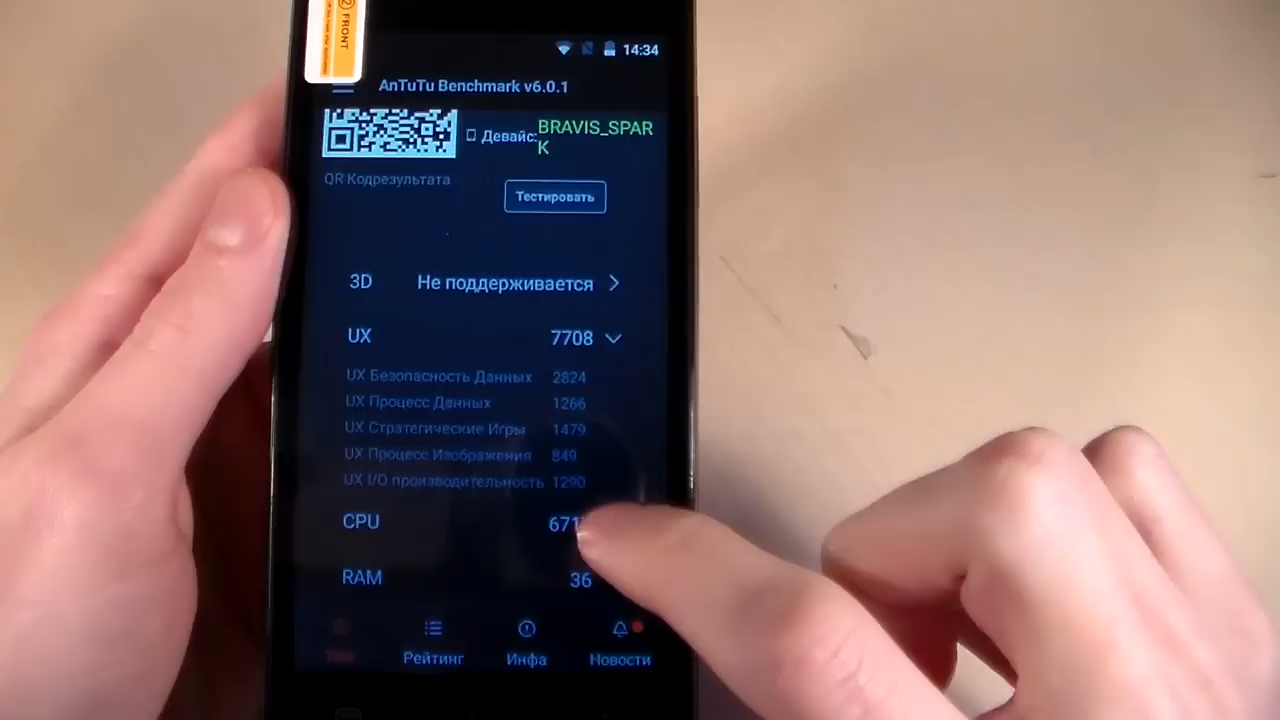 FRONT
14:34
AnTuTu Benchmark v6.0.1
Девайс: BRAVIS_SPAR
K
QR Кодрезультата
Тестировать
3D Не поддерживается
UX 7708
UX Безопасность Данных 2824
UX Процесс Данных 1266
UX Стратегические Игры 1479
UX Процесс Изображения 849
UX I/O производительность 1290
CPU
RAM
Рейтинг Инфа Новости